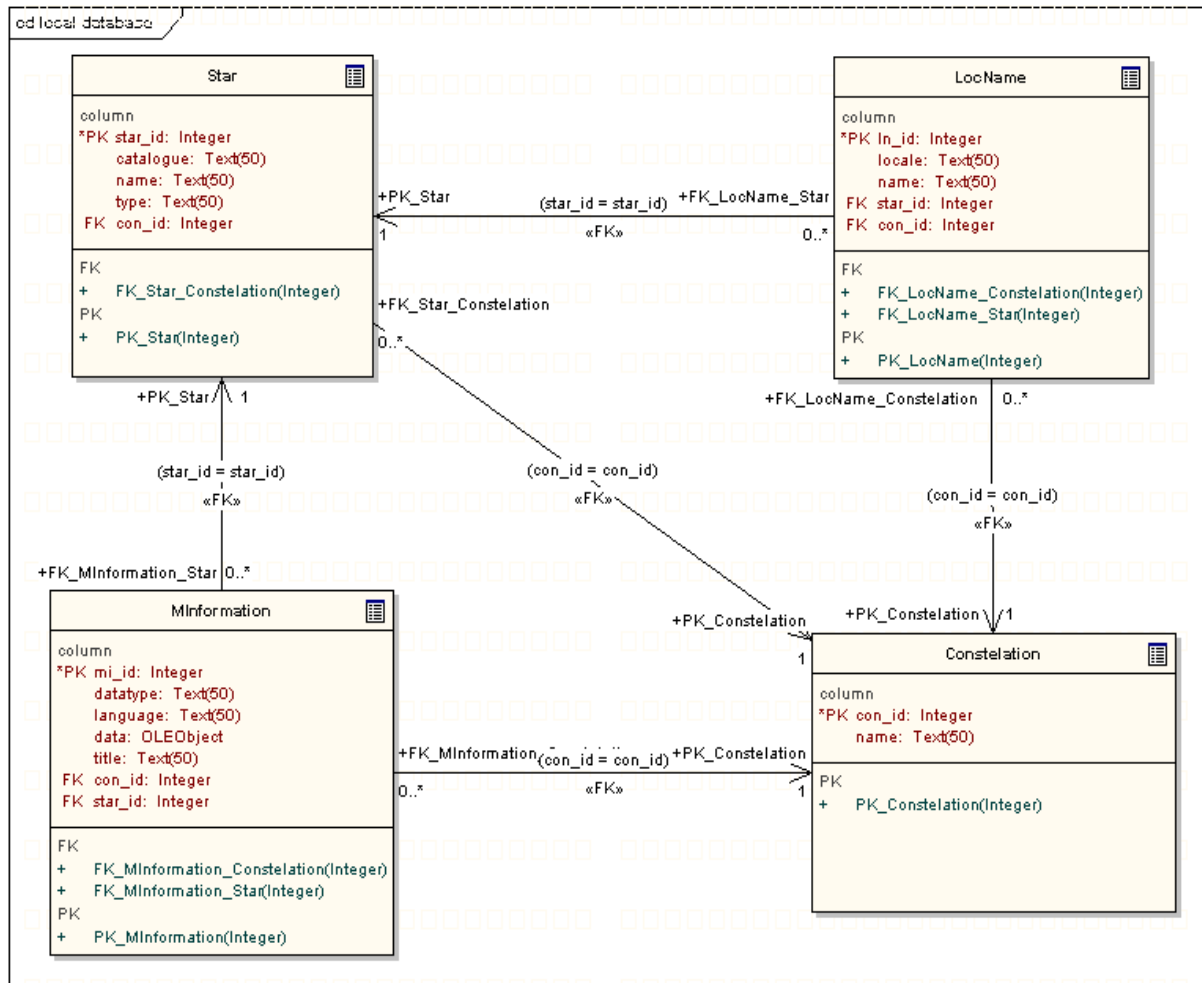 cd local database
Star
column
*PK star_id: Integer
catalogue: Text(50)
name: Text(50)
type: Text(50)
FK con_id: Integer
FK
+ FK_Star_Constelation(Integer)
PK
+ PK_Star(Integer)
LocName
column
*PK ln_id: Integer
locale: Text(50)
name: Text(50)
FK star_id: Integer
FK con_id: Integer
FK
+ FK_LocName_Constelation(Integer)
+ FK_LocName_Star(Integer)
PK
+ PK_LocName(Integer)
+PK_Star
(star_id = star_id)
+FK_LocName_Star
1
«FK»
0..*
+FK_Star_Constelation
0..*
+PK_Star
1
+FK_LocName_Constelation
0..*
(star_id = star_id)
«FK»
(con_id = con_id)
«FK»
(con_id = con_id)
«FK»
+FK_MInformation_Star
0..*
+PK_Constelation
1
+PK_Constelation
1
MInformation
column
*PK mi_id: Integer
datatype: Text(50)
language: Text(50)
data: OLEObject
title: Text(50)
FK con_id: Integer
FK star_id: Integer
FK
+ FK_MInformation_Constelation(Integer)
+ FK_MInformation_Star(Integer)
PK
+ PK_MInformation(Integer)
+FK_MInformation
(con_id = con_id)
+PK_Constelation
0..*
«FK»
1
Constelation
column
*PK con_id: Integer
name: Text(50)
PK
+ PK_Constelation(Integer)